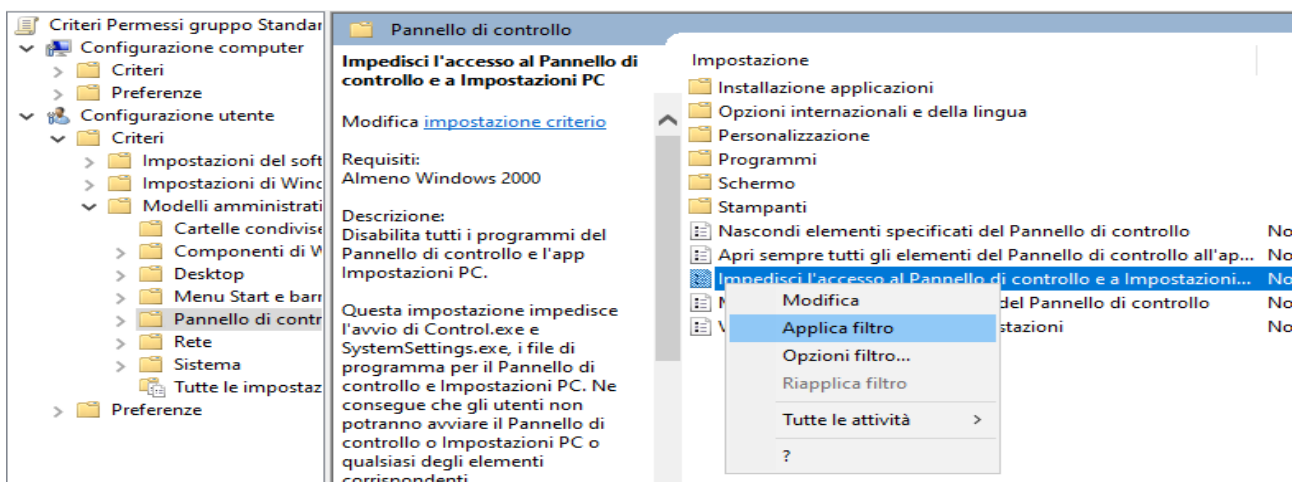 Criteri Permessi gruppo Standar
Configurazione computer
Criteri
Preferenze
Configurazione utente
Criteri
Impostazioni del soft
Impostazioni di Winc
Modelli amministrati
Cartelle condivise
Componenti di W
Desktop
Menu Start e barr
Pannello di contr
Rete
Sistema
Tutte le impostaz
Preferenze
Pannello di controllo
Impedisci l'accesso al Pannello di
controllo e a Impostazioni PC
Modifica impostazione criterio
Requisiti:
Almeno Windows 2000
Descrizione:
Disabilita tutti i programmi del
Pannello di controllo e l'app
Impostazioni PC.
Questa impostazione impedisce
l'avvio di Control.exe e
SystemSettings.exe, i file di
programma per il Pannello di
controllo e Impostazioni PC. Ne
consegue che gli utenti non
potranno avviare il Pannello di
controllo o Impostazioni PC o
qualsiasi degli elementi
corrispondenti.
Impostazione
Installazione applicazioni
Opzioni internazionali e della lingua
Personalizzazione
Programmi
Schermo
Stampanti
Nascondi elementi specificati del Pannello di controllo No
Apri sempre tutti gli elementi del Pannello di controllo all'ap... No
Impedisci l'accesso al Pannello di controllo e a Impostazioni... No
del Pannello di controllo No
stazioni No
Modifica
Applica filtro
Opzioni filtro...
Riapplica filtro
Tutte le attività >
?